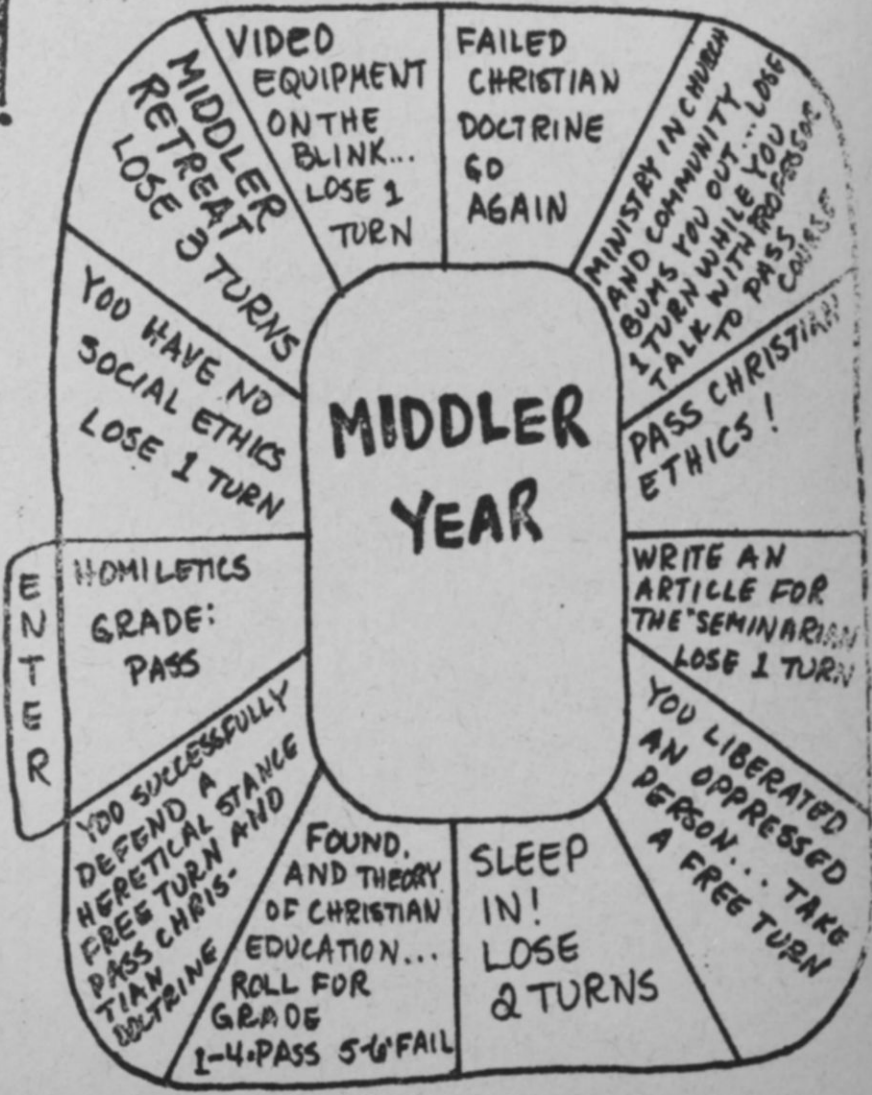 MIDDLER
YEAR
ENTER
HOMILETICS
GRADE:
PASS
YOU HAVE NO
SOCIAL ETHICS
LOSE 1 TURN
MIDDLER
RETREAT
LOSE 3 TURNS
VIDEO
EQUIPMENT
ON THE
BLINK...
LOSE 1
TURN
FAILED
CHRISTIAN
DOCTRINE
GO
AGAIN
MINISTRY IN CHURCH
AND COMMUNITY
BUMS YOU OUT... LOSE
1 TURN WHILE YOU
TALK WITH PROFESSOR
TO PASS
COURSE
PASS CHRISTIAN
ETHICS!
WRITE AN
ARTICLE FOR
THE "SEMINARIAN
LOSE 1 TURN
YOU LIBERATED
AN OPPRESSED
PERSON... TAKE
A FREE TURN
SLEEP
IN!
LOSE
2 TURNS
FOUND.
AND THEORY
OF CHRISTIAN
EDUCATION...
ROLL FOR
GRADE
1-4·PASS 5-6·FAIL
YOU SUCCESSFULLY
DEFEND A
HERETICAL STANCE
FREE TURN AND
PASS CHRIS-
TIAN
DOCTRINE